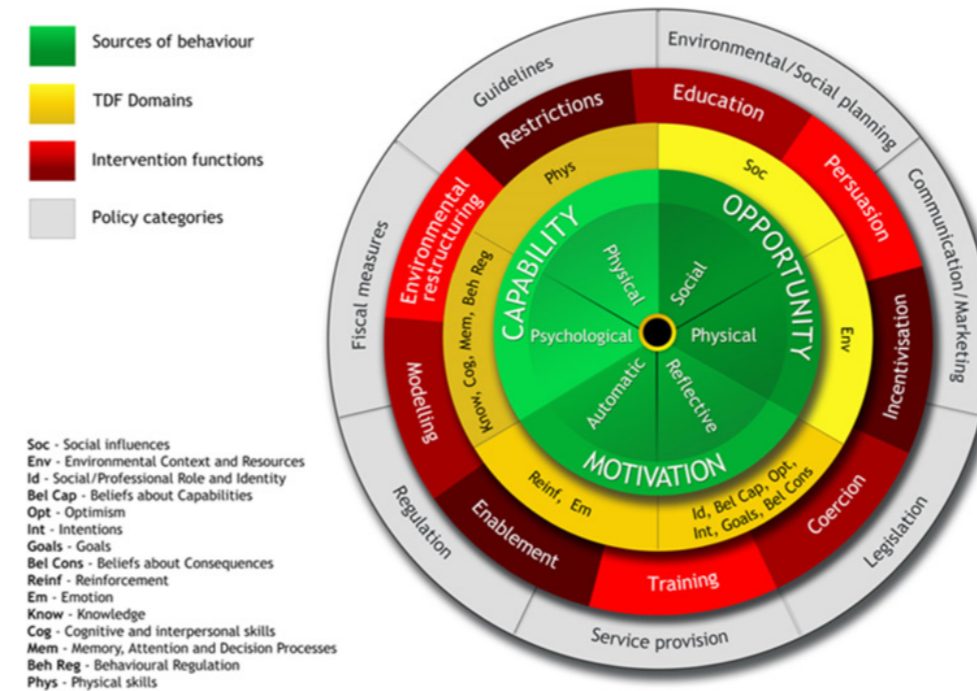 Sources of behaviour
TDF Domains
Intervention functions
Policy categories
Soc - Social influences
Env - Environmental Context and Resources
Id - Social/Professional Role and Identity
Bel Cap - Beliefs about Capabilities
Opt - Optimism
Int - Intentions
Goals - Goals
Bel Cons - Beliefs about Consequences
Reinf - Reinforcement
Em - Emotion
Know - Knowledge
Cog - Cognitive and interpersonal skills
Mem - Memory, Attention and Decision Processes
Beh Reg - Behavioural Regulation
Phys - Physical skills
Guidelines
Environmental/Social planning
Communication/Marketing
Legislation
Service provision
Regulation
Fiscal measures
Restrictions
Education
Persuasion
Incentivisation
Coercion
Training
Enablement
Modelling
Environmental
restructuring
Phys
Soc
Env
Id, Bel Cap, Opt,
Int, Goals, Bel Cons
Reinf, Em
Know, Cog, Mem, Beh Reg
CAPABILITY
OPPORTUNITY
MOTIVATION
Physical
Social
Physical
Reflective
Automatic
Psychological